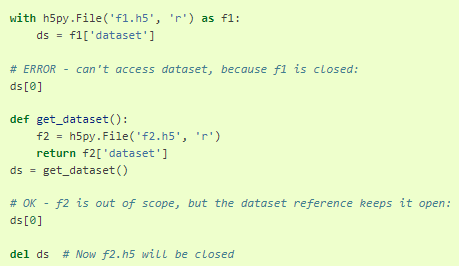 with h5py.File('f1.h5', 'r') as f1:
    ds = f1['dataset']

# ERROR - can't access dataset, because f1 is closed:
ds[0]

def get_dataset():
    f2 = h5py.File('f2.h5', 'r')
    return f2['dataset']
ds = get_dataset()

# OK - f2 is out of scope, but the dataset reference keeps it open:
ds[0]

del ds  # Now f2.h5 will be closed